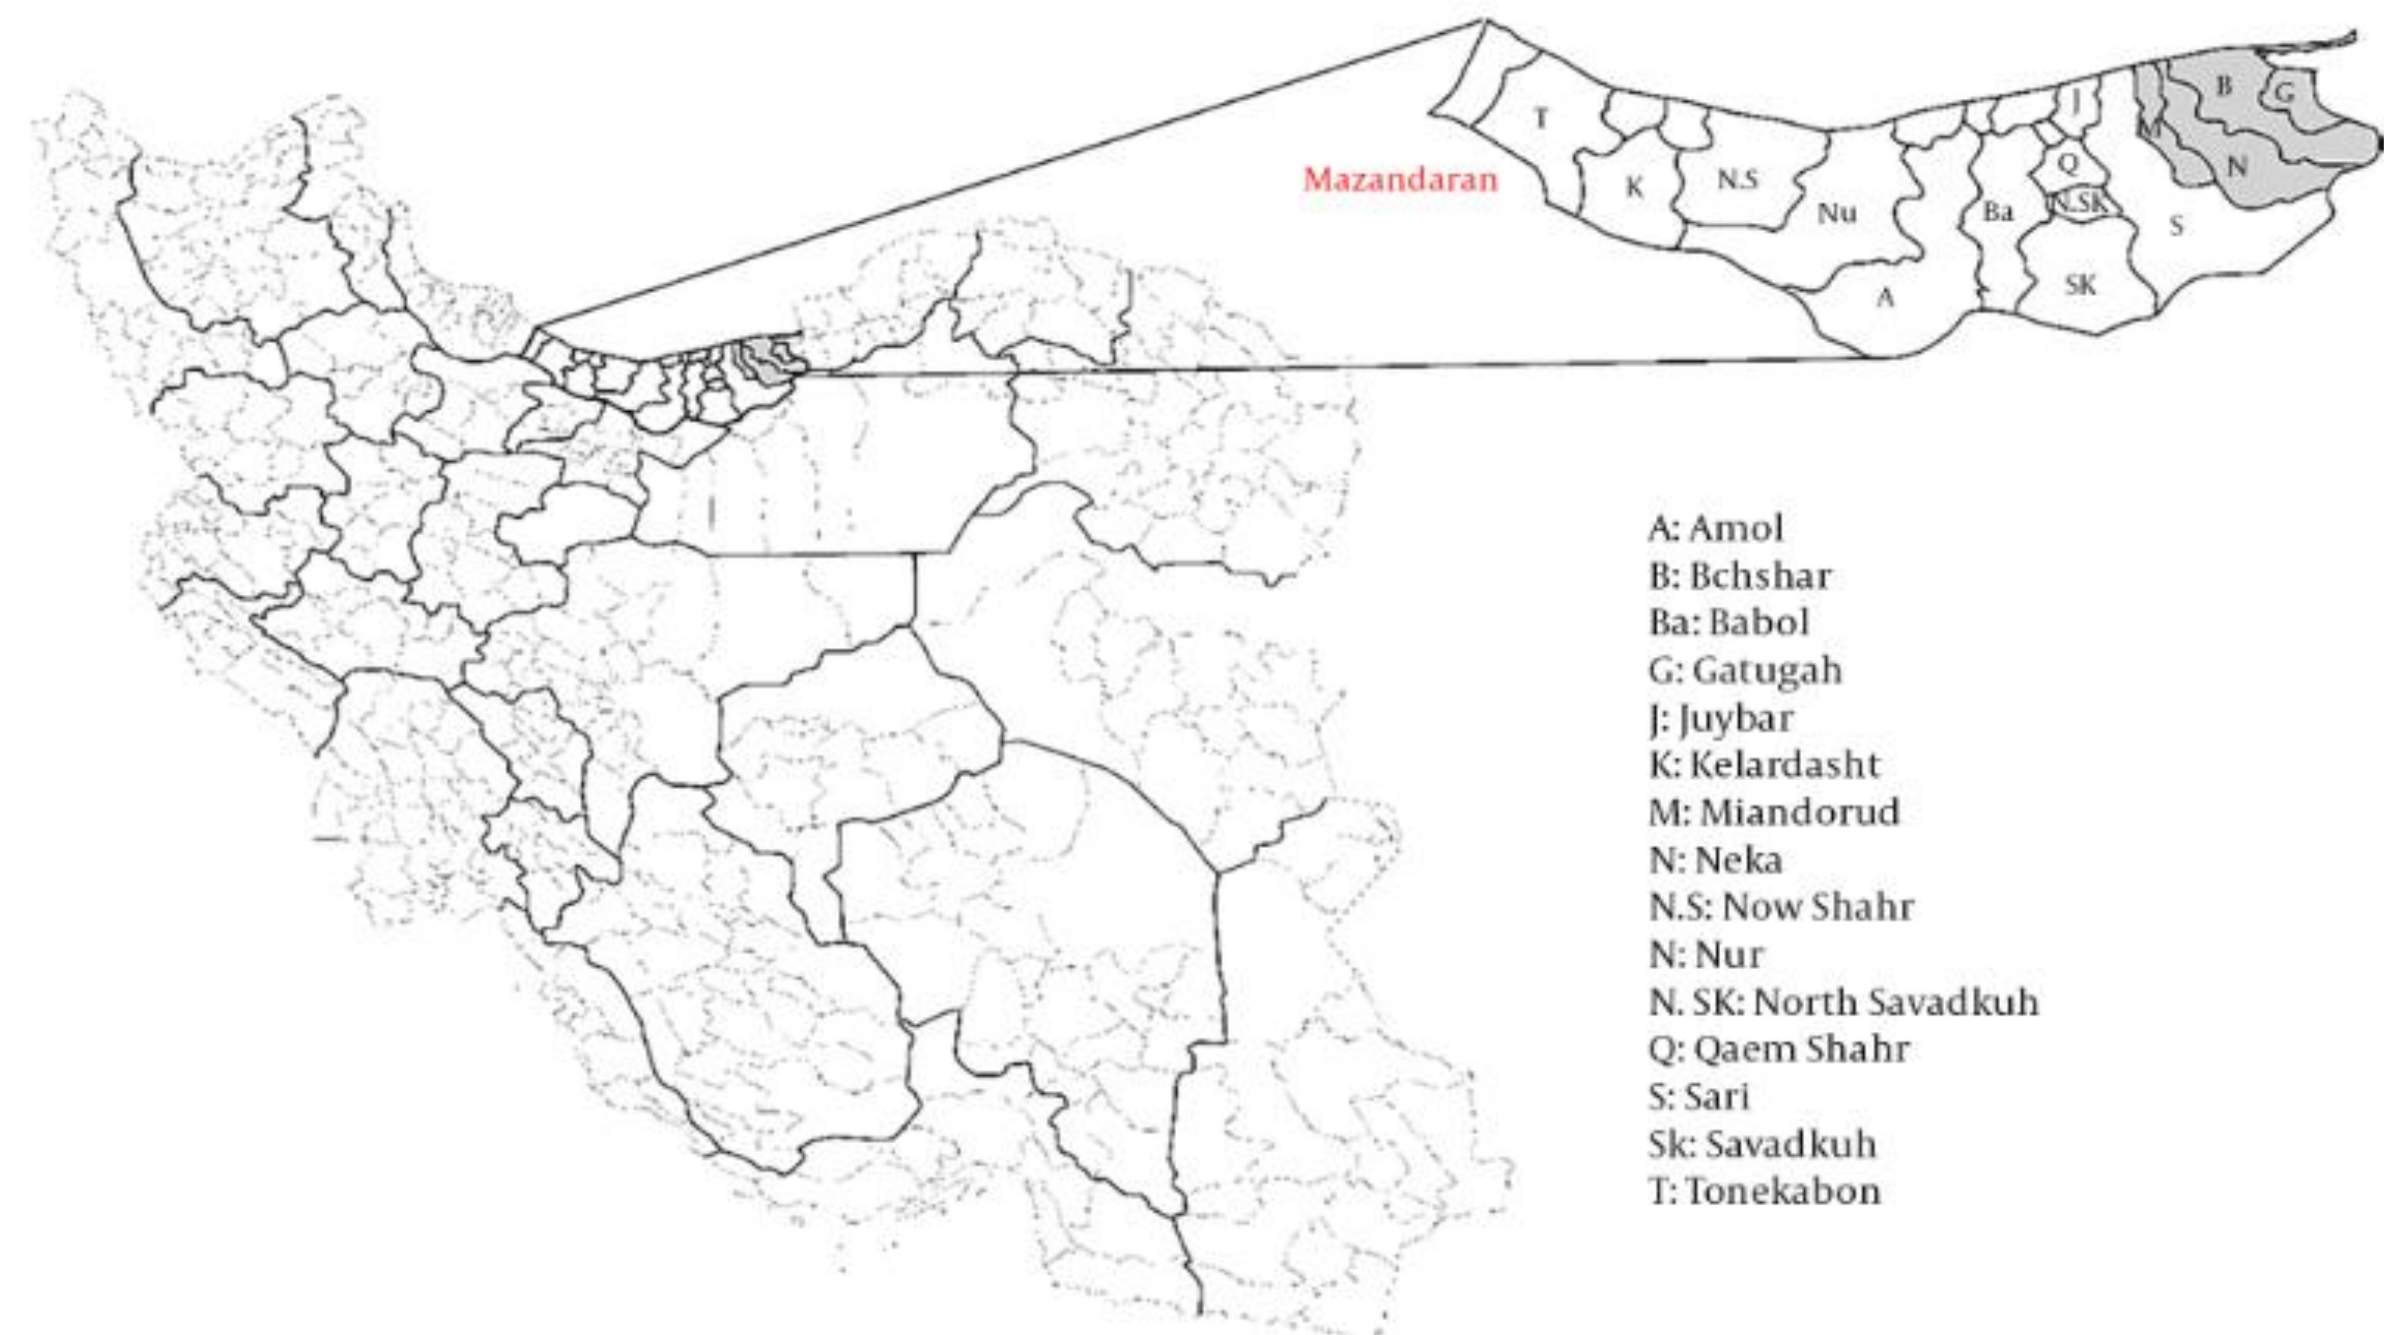 Mazandaran
T
K
N.S
Nu
A
Ba
J
Q
N.SK
SK
S
M
B
G
N
A: Amol
B: Bchshar
Ba: Babol
G: Gatugah
J: Juybar
K: Kelardasht
M: Miandorud
N: Neka
N.S: Now Shahr
N: Nur
N. SK: North Savadkuh
Q: Qaem Shahr
S: Sari
Sk: Savadkuh
T: Tonekabon